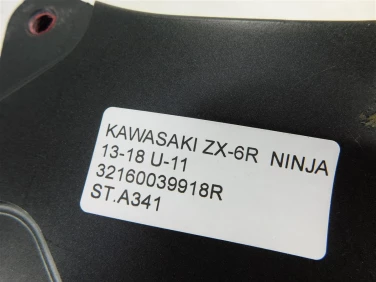 KAWASAKI ZX-6R NINJA
13-18 U-11
32160039918R
ST.A341